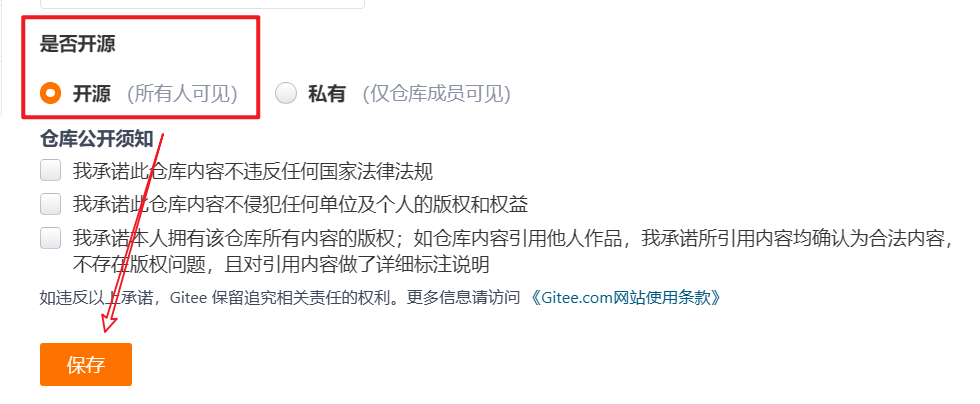 是否开源
开源 (所有人可见) 私有 (仅仓库成员可见)
仓库公开须知
我承诺此仓库内容不违反任何国家法律法规
我承诺此仓库内容不侵犯任何单位及个人的版权和权益
我承诺本人拥有该仓库所有内容的版权；如仓库内容引用他人作品，我承诺所引用内容均确认为合法内容，
不存在版权问题，且对引用内容做了详细标注说明
如违反以上承诺，Gitee 保留追究相关责任的权利。更多信息请访问 《Gitee.com网站使用条款》
保存